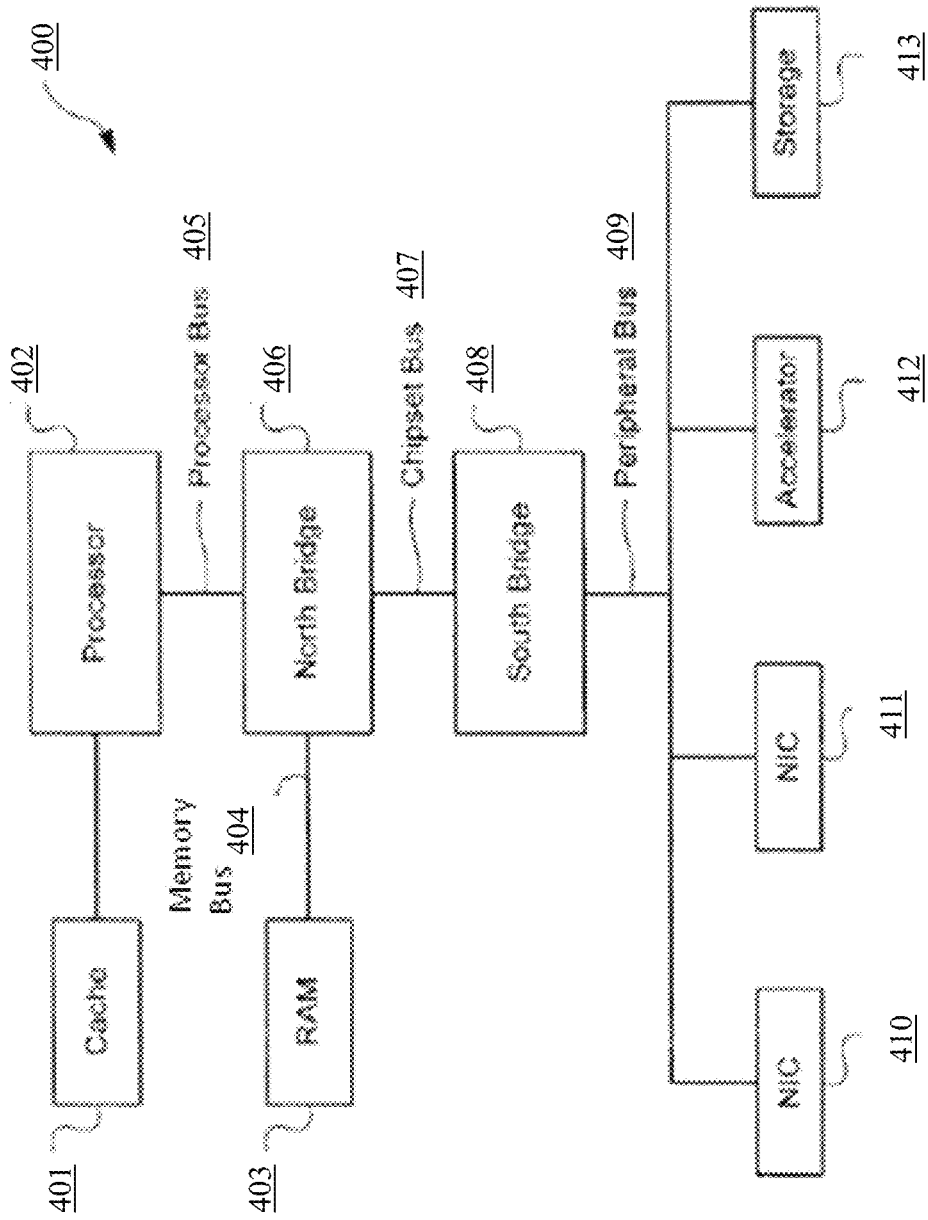 400
402
Processor
Cache
401
Processor Bus 405
Memory
Bus 404
406
North Bridge
RAM
403
Chipset Bus 407
408
South Bridge
Peripheral Bus 409
NIC
410
NIC
411
Accelerator
412
Storage
413